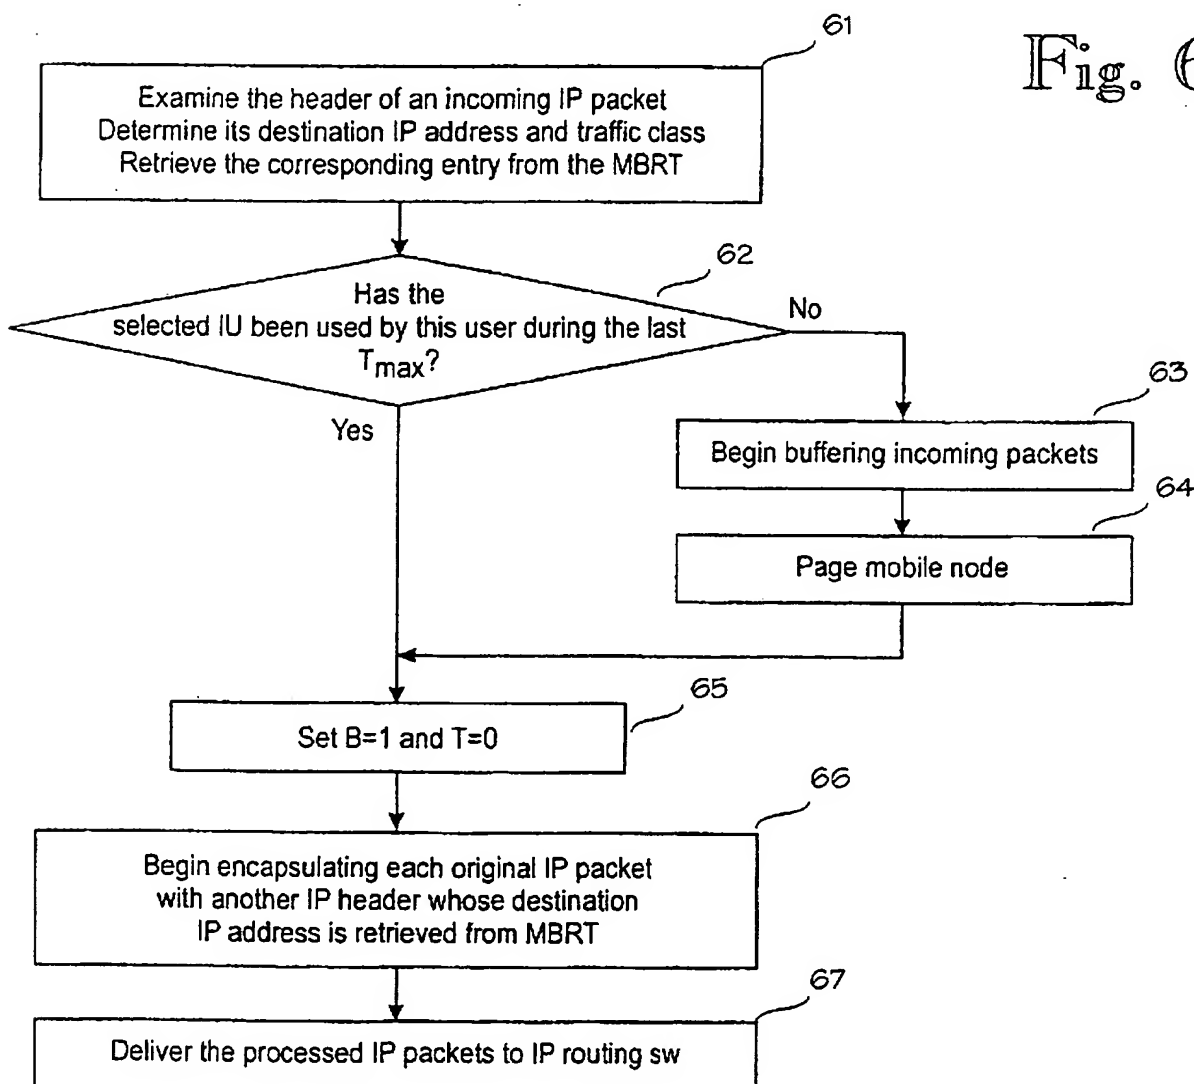 61
Fig. 6
Examine the header of an incoming IP packet
Determine its destination IP address and traffic class
Retrieve the corresponding entry from the MBRT
62
Has the
selected IU been used by this user during the last
Tmax?
No
Yes
63
Begin buffering incoming packets
64
Page mobile node
65
Set B=1 and T=0
66
Begin encapsulating each original IP packet
with another IP header whose destination
IP address is retrieved from MBRT
67
Deliver the processed IP packets to IP routing sw